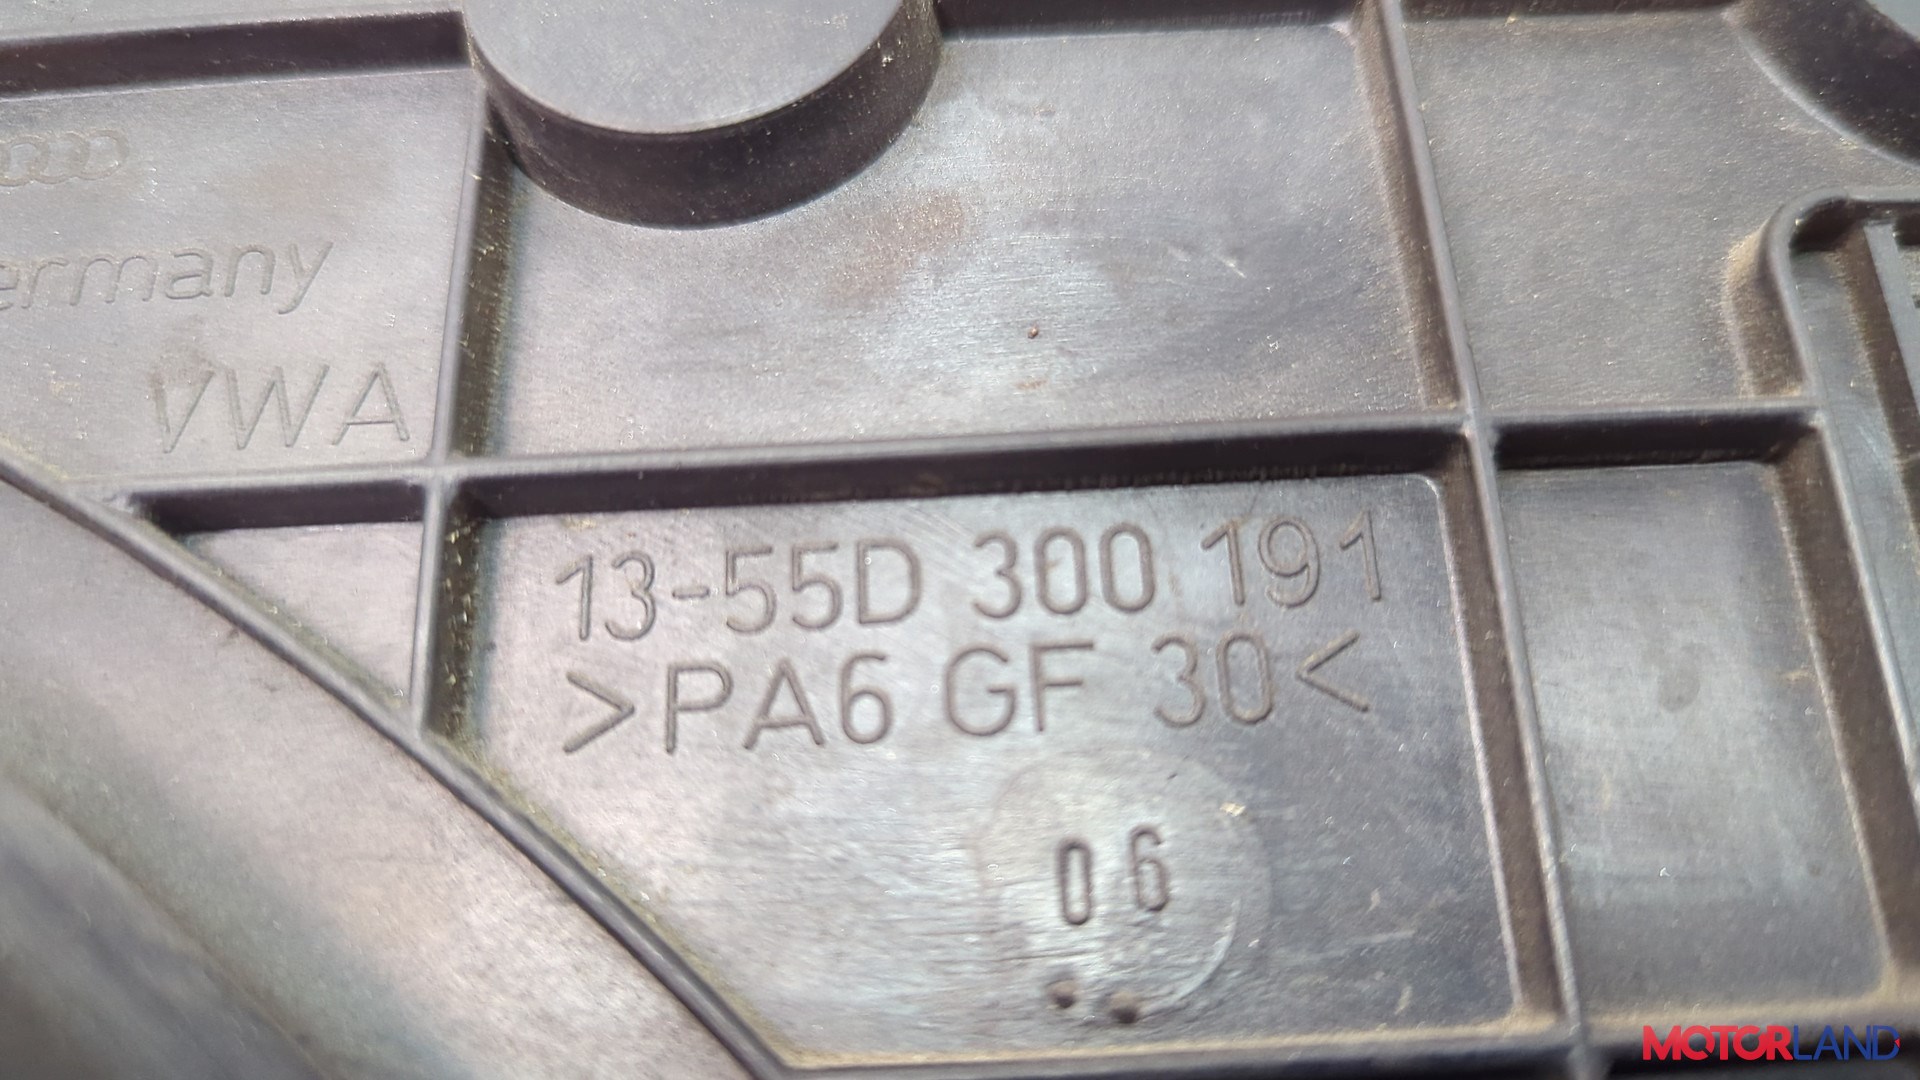 ermany
VWA
13-55D 300 191
>PA6 GF 30<
06
MOTORLAND